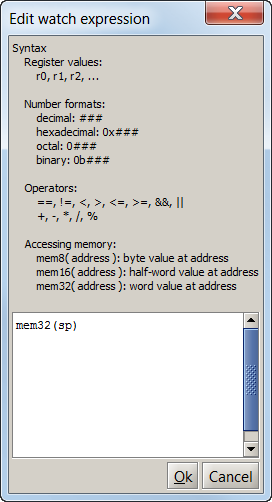 Edit watch expression
Syntax
Register values:
r0, r1, r2, ...
Number formats:
decimal: ###
hexadecimal: 0x###
octal: 0###
binary: 0b###
Operators:
==, !=, <, >, <=, >=, &&, ||
+, -, *, /, %
Accessing memory:
mem8( address ): byte value at address
mem16( address ): half-word value at address
mem32( address ): word value at address
mem32(sp)
Ok Cancel